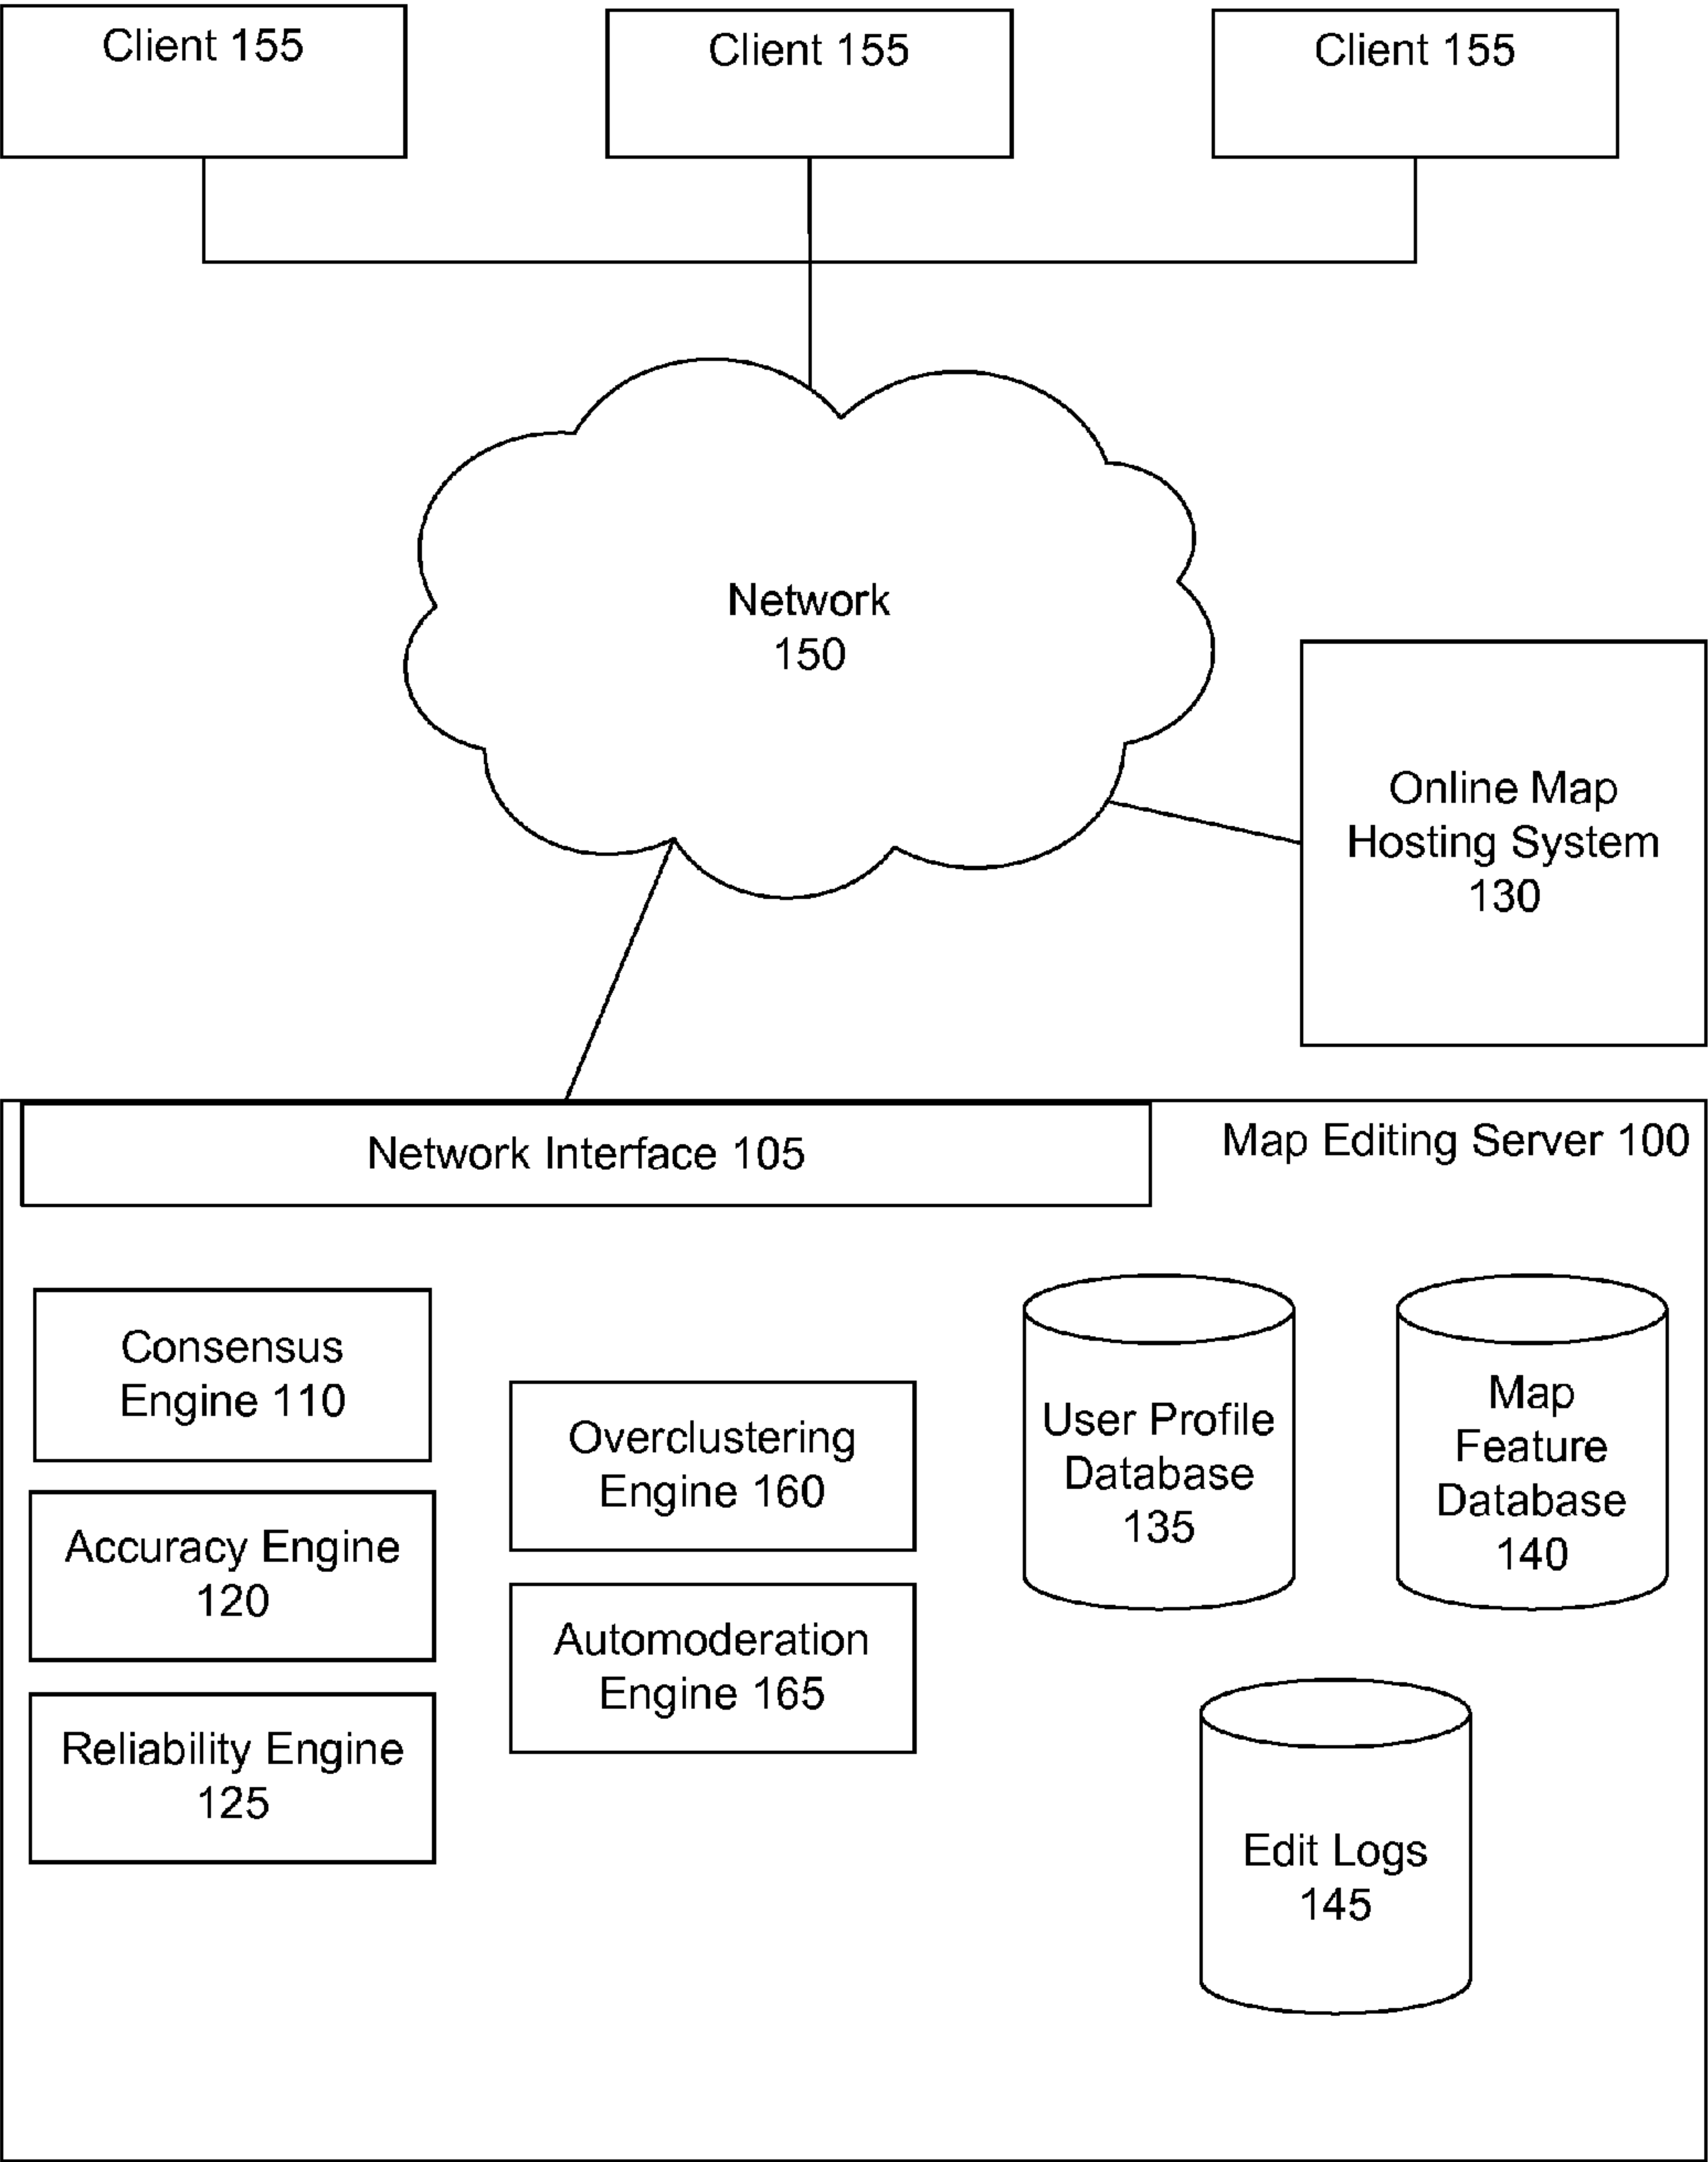 Client 155
Client 155
Client 155
Network
150
Online Map
Hosting System
130
Network Interface 105
Map Editing Server 100
Consensus
Engine 110
Accuracy Engine
120
Reliability Engine
125
Overclustering
Engine 160
Automoderation
Engine 165
User Profile
Database
135
Map
Feature
Database
140
Edit Logs
145